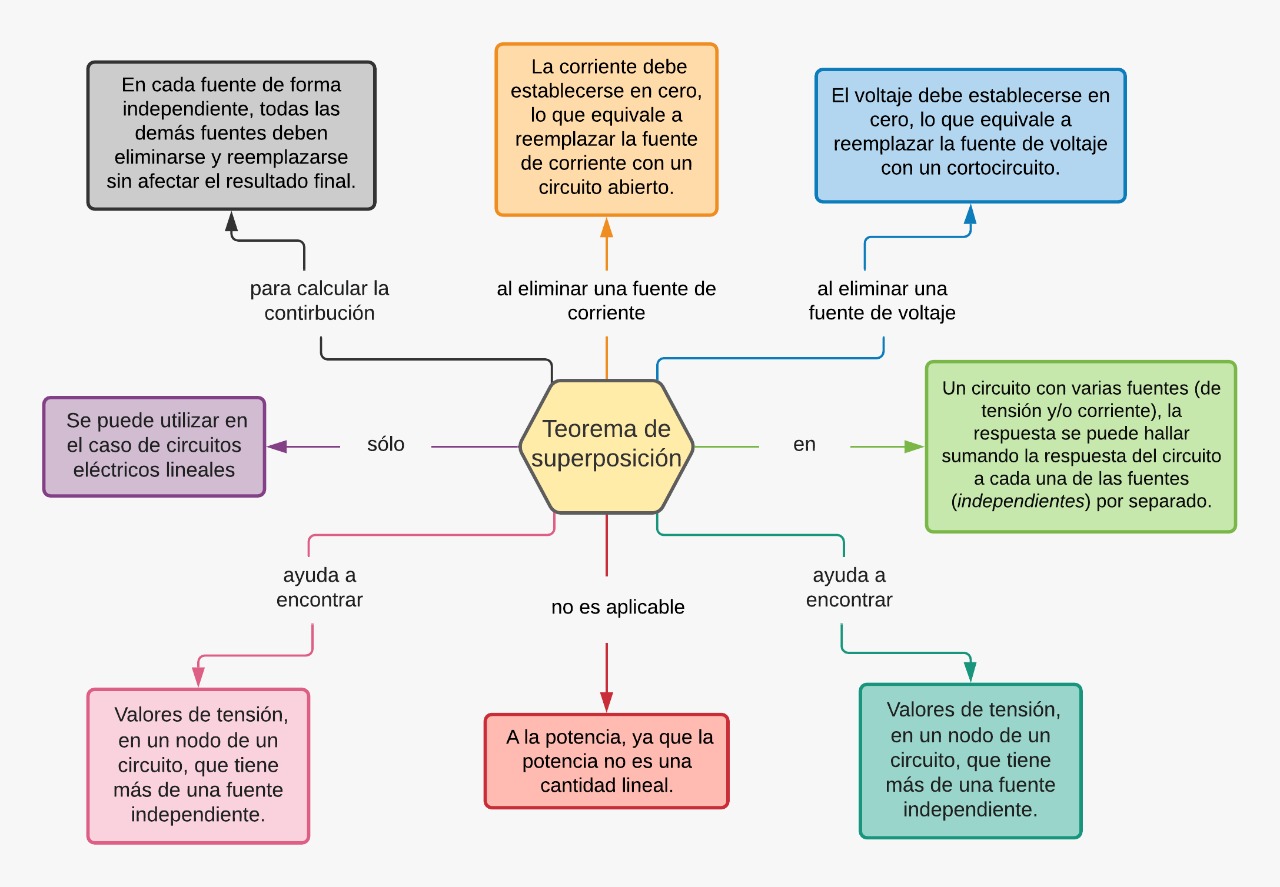 En cada fuente de forma
independiente, todas las
demás fuentes deben
eliminarse y reemplazarse
sin afectar el resultado final.
La corriente debe
establecerse en cero,
lo que equivale a
reemplazar la fuente
de corriente con un
circuito abierto.
El voltaje debe establecerse en
cero, lo que equivale a
reemplazar la fuente de voltaje
con un cortocircuito.
para calcular la
contirbución
al eliminar una fuente de
corriente
al eliminar una
fuente de voltaje
Se puede utilizar en
el caso de circuitos
eléctricos lineales
sólo
Teorema de
superposición
en
Un circuito con varias fuentes (de
tensión y/o corriente), la
respuesta se puede hallar
sumando la respuesta del circuito
a cada una de las fuentes
(independientes) por separado.
ayuda a
encontrar
no es aplicable
ayuda a
encontrar
Valores de tensión,
en un nodo de un
circuito, que tiene
más de una fuente
independiente.
A la potencia, ya que la
potencia no es una
cantidad lineal.
Valores de tensión,
en un nodo de un
circuito, que tiene
más de una fuente
independiente.